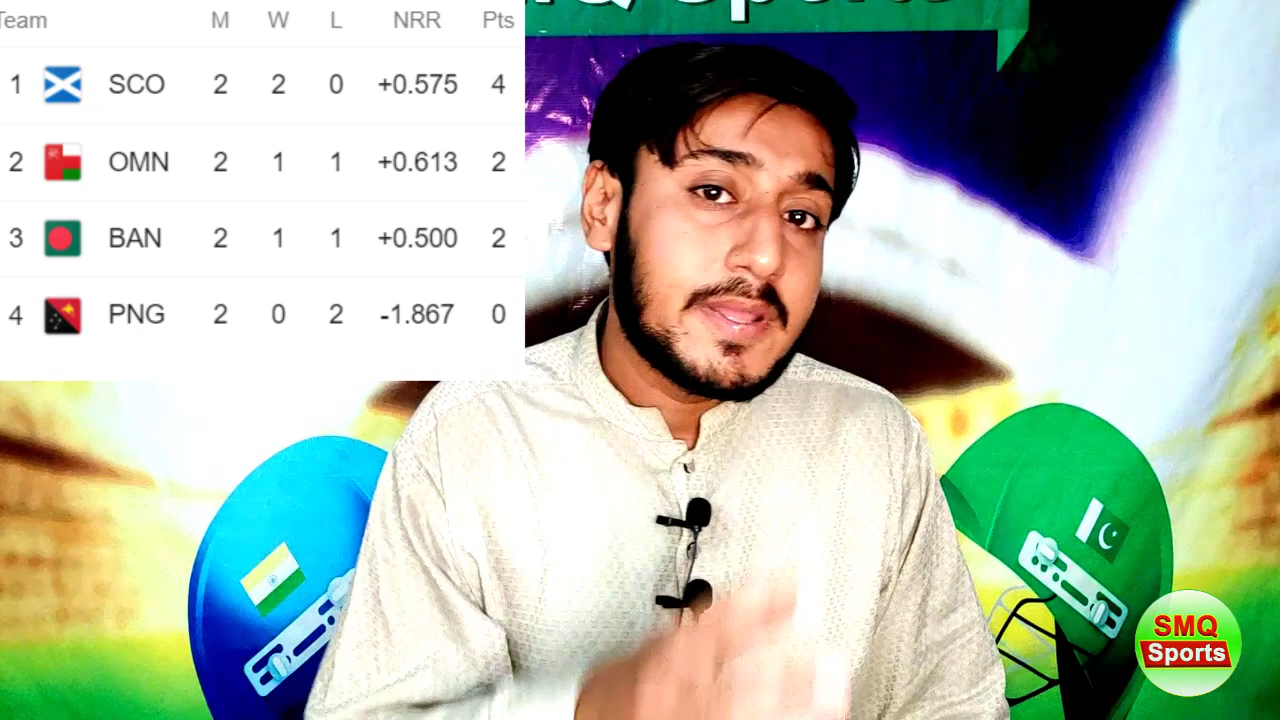 Team M W L NRR Pts
1 SCO 2 2 0 +0.575 4
2 OMN 2 1 1 +0.613 2
3 BAN 2 1 1 +0.500 2
4 PNG 2 0 2 -1.867 0
Sports
SMQ
Sports